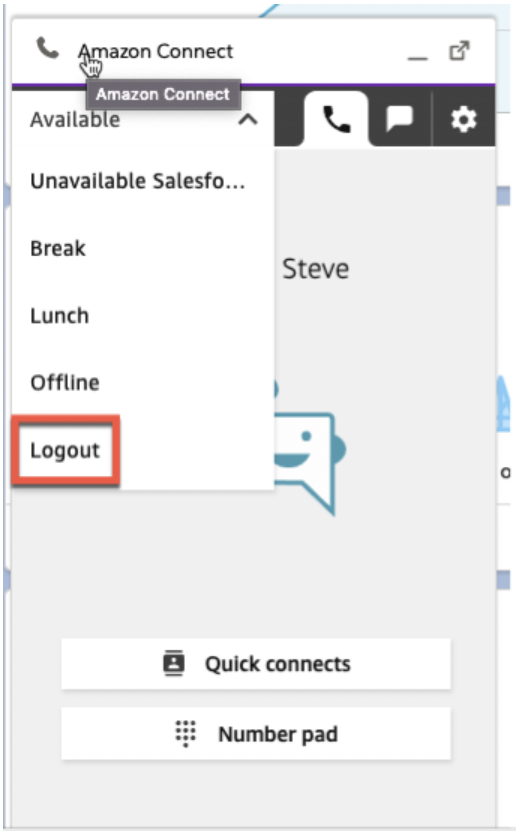 Amazon Connect
Amazon Connect
Available
Unavailable Salesfo...
Break
Steve
Lunch
Offline
Logout
Quick connects
Number pad